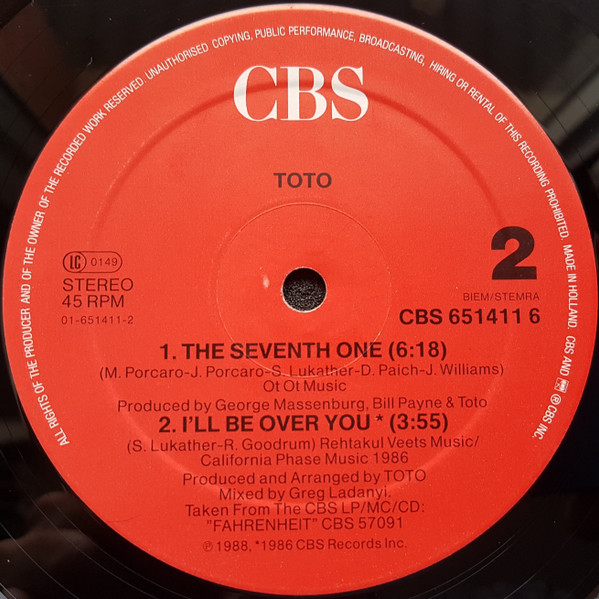 ALL RIGHTS OF THE PRODUCER AND OF THE OWNER OF THE RECORDED WORK RESERVED. UNAUTHORISED COPYING, PUBLIC PERFORMANCE, BROADCASTING, HIRING OR RENTAL OF THIS RECORDING PROHIBITED. MADE IN HOLLAND. CBS AND ® CBS INC.
CBS
TOTO
LC 0149
STEREO
45 RPM
01-651411-2
2
BIEM/STEMRA
CBS 651411 6
1. THE SEVENTH ONE (6:18)
(M. Porcaro-J. Porcaro-S. Lukather-D. Paich-J. Williams)
Ot Ot Music
Produced by George Massenburg, Bill Payne & Toto
2. I'LL BE OVER YOU * (3:55)
(S. Lukather-R. Goodrum) Rehtakul Veets Music/
California Phase Music 1986
Produced and Arranged by TOTO
Mixed by Greg Ladanyi.
Taken From The CBS LP/MC/CD:
"FAHRENHEIT" CBS 57091
℗ 1988, *1986 CBS Records Inc.